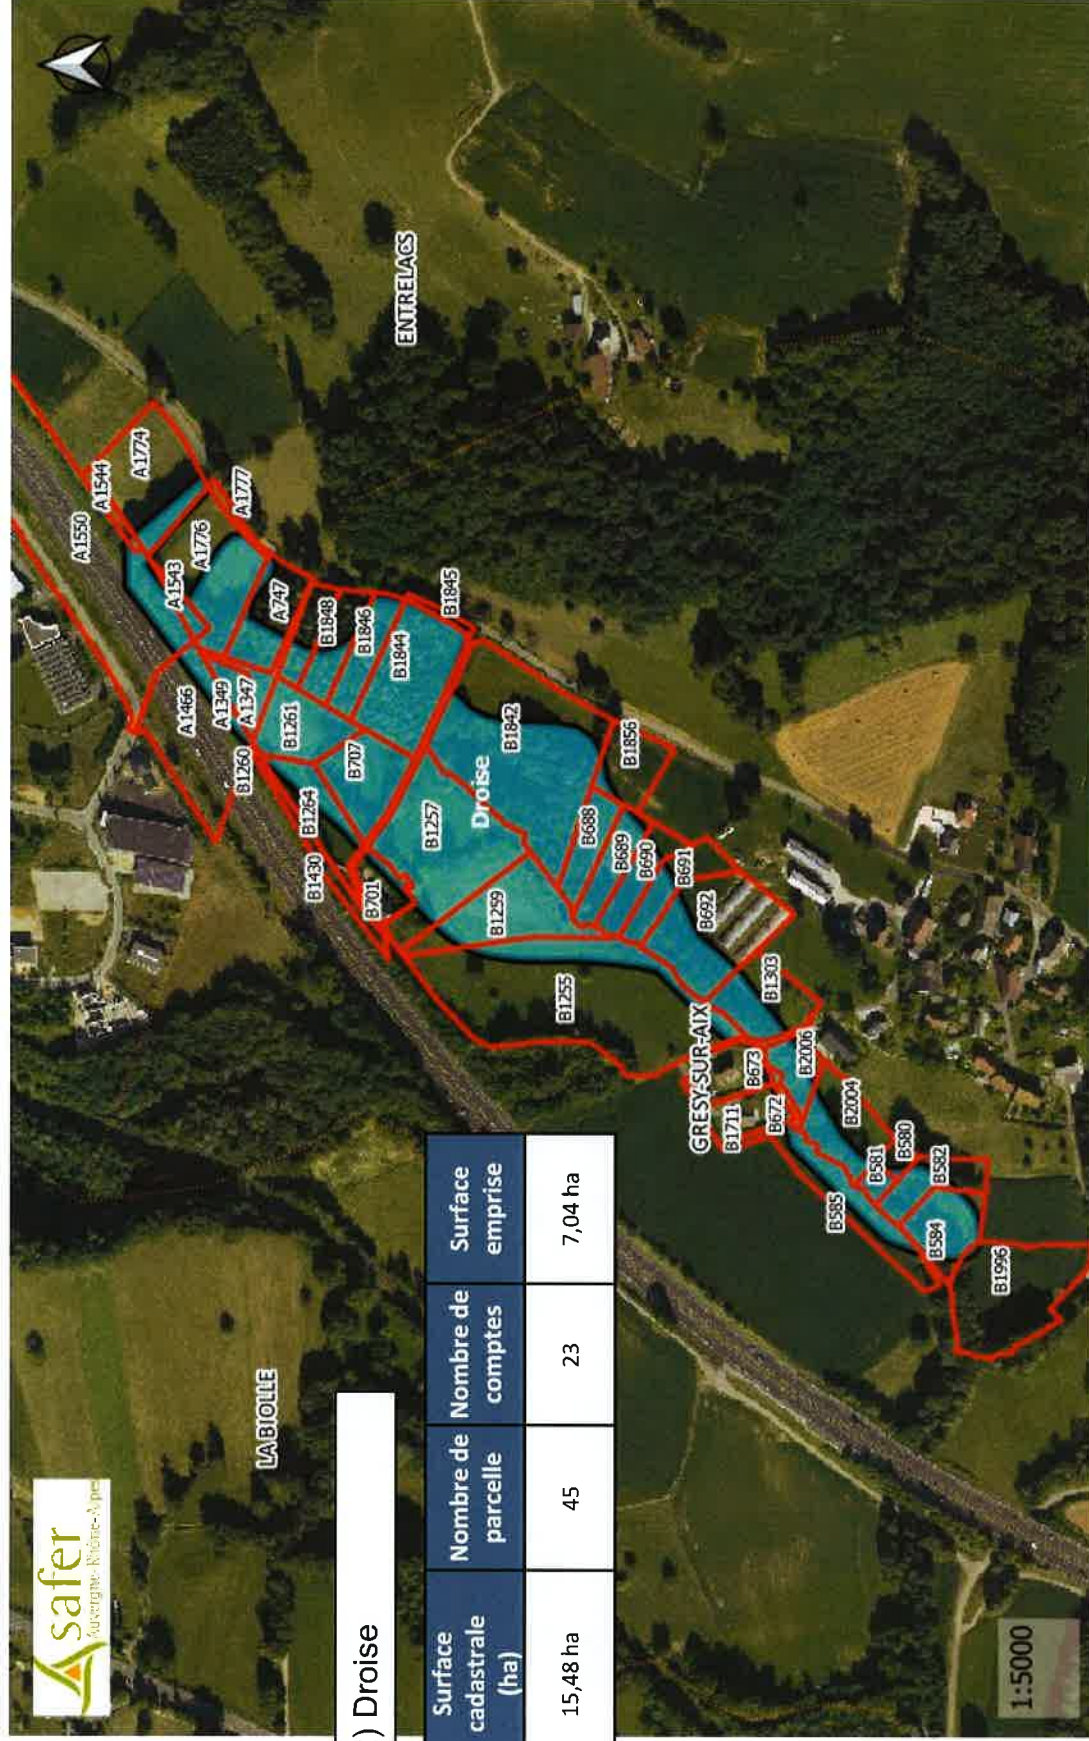 safer
Auvergne-Rhône-Alpes
) Droise
Surface cadastrale (ha)
Nombre de parcelle
Nombre de comptes
Surface emprise
15,48 ha
45
23
7,04 ha
LA BIOLLE
ENTRELACS
GRESY-SUR-AIX
Droise
A1550
A1544
A1774
A1543
A1776
A1777
A1466
A1349
A1347
A747
B1848
B1846
B1844
B1845
B1260
B1261
B1264
B707
B1430
B701
B1257
B1842
B1856
B1259
B688
B689
B690
B691
B692
B1255
B1303
B673
B2006
B1711
B672
B2004
B585
B581
B580
B582
B584
B1996
1:5000